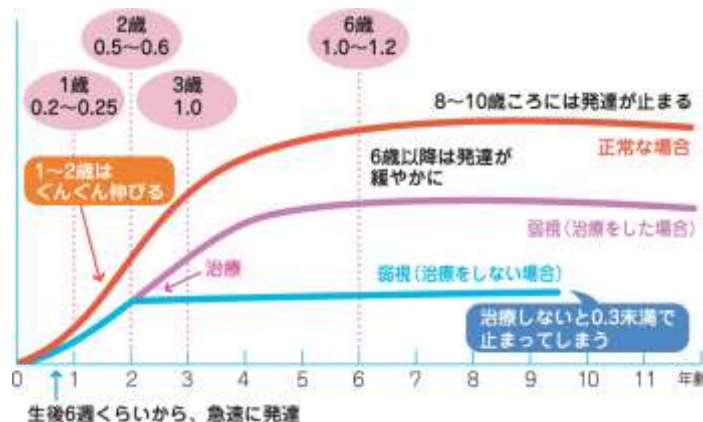 2歳
0.5〜0.6
6歳
1.0〜1.2
1歳
0.2〜0.25
3歳
1.0
8〜10歳ころには発達が止まる
正常な場合
1〜2歳は
ぐんぐん伸びる
6歳以降は発達が
緩やかに
弱視(治療をした場合)
治療
弱視(治療をしない場合)
治療しないと0.3未満で
止まってしまう
0 1 2 3 4 5 6 7 8 9 10 11 年齢
生後6週くらいから、急速に発達